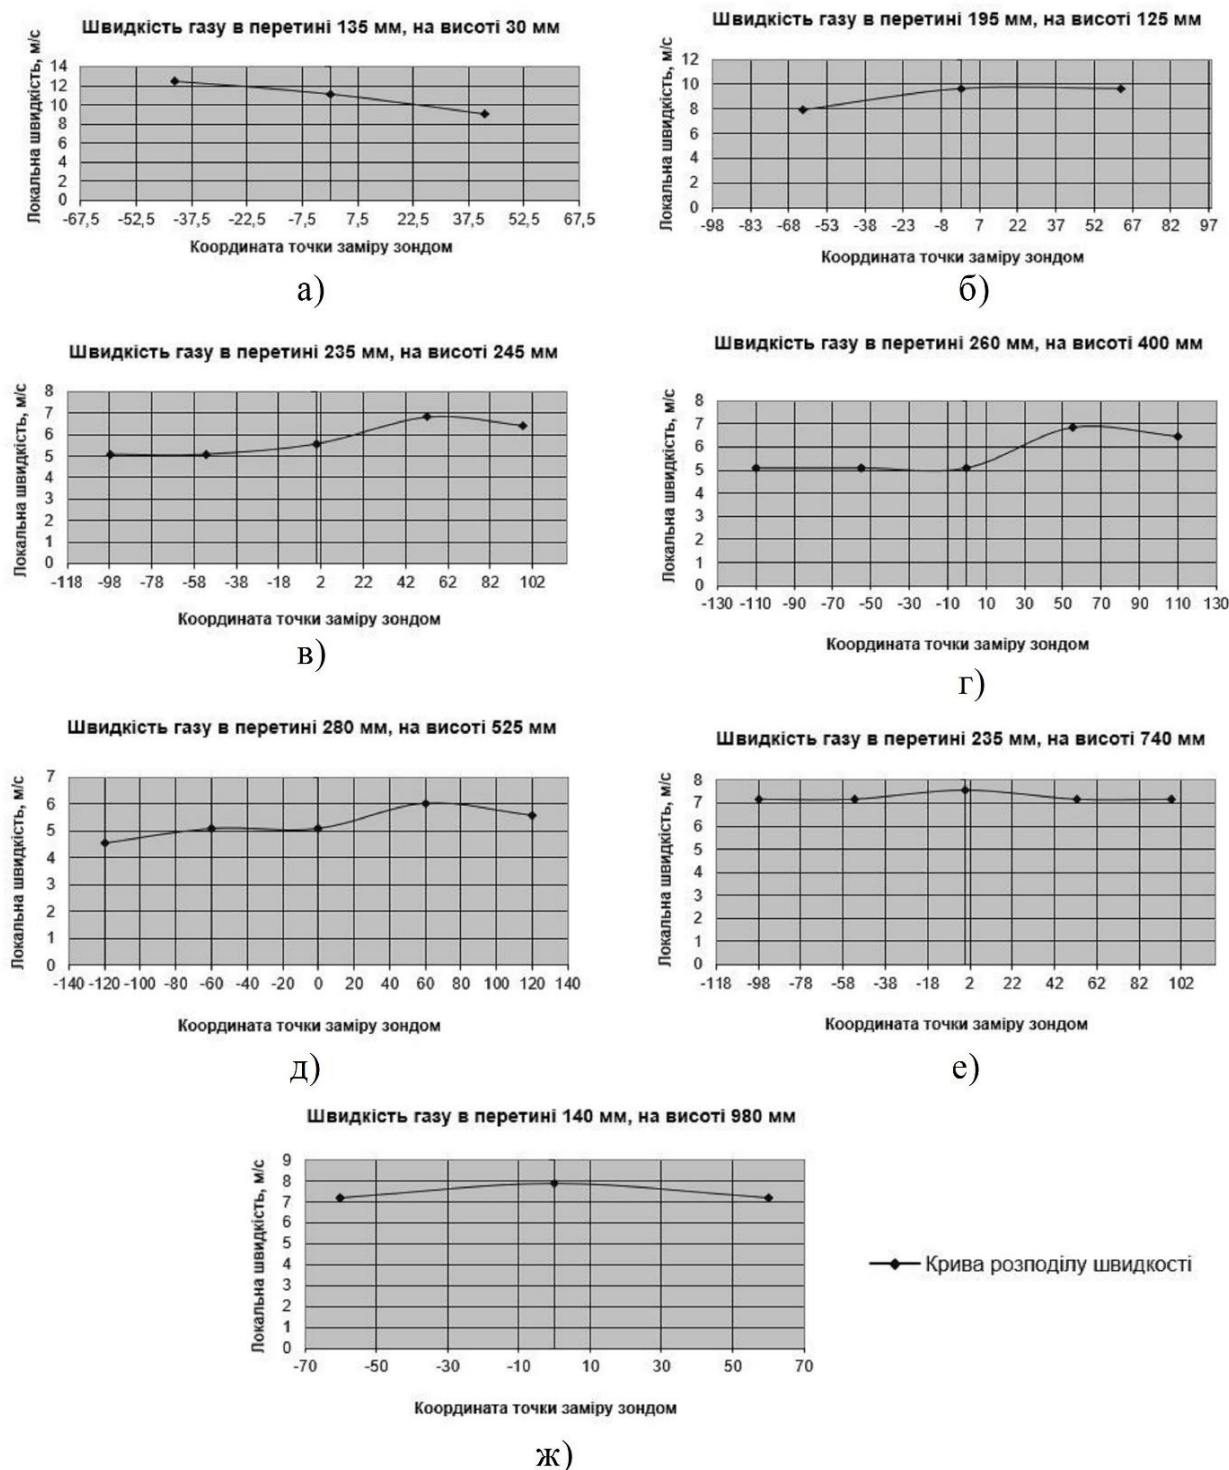 Швидкість газу в перетині 135 мм, на висоті 30 мм
Локальна швидкість, м/с
14
12
10
8
6
4
2
0
-67,5 -52,5 -37,5 -22,5 -7,5 7,5 22,5 37,5 52,5 67,5
Координата точки заміру зондом
а)
Швидкість газу в перетині 195 мм, на висоті 125 мм
Локальна швидкість, м/с
12
10
8
6
4
2
0
-98 -83 -68 -53 -38 -23 -8 7 22 37 52 67 82 97
Координата точки заміру зондом
б)
Швидкість газу в перетині 235 мм, на висоті 245 мм
Локальна швидкість, м/с
8
7
6
5
4
3
2
1
0
-118 -98 -78 -58 -38 -18 2 22 42 62 82 102
Координата точки заміру зондом
в)
Швидкість газу в перетині 260 мм, на висоті 400 мм
Локальна швидкість, м/с
8
7
6
5
4
3
2
1
0
-130 -110 -90 -70 -50 -30 -10 10 30 50 70 90 110 130
Координата точки заміру зондом
г)
Швидкість газу в перетині 280 мм, на висоті 525 мм
Локальна швидкість, м/с
7
6
5
4
3
2
1
0
-140 -120 -100 -80 -60 -40 -20 0 20 40 60 80 100 120 140
Координата точки заміру зондом
д)
Швидкість газу в перетині 235 мм, на висоті 740 мм
Локальна швидкість, м/с
8
7
6
5
4
3
2
1
0
-118 -98 -78 -58 -38 -18 2 22 42 62 82 102
Координата точки заміру зондом
е)
Швидкість газу в перетині 140 мм, на висоті 980 мм
Локальна швидкість, м/с
9
8
7
6
5
4
3
2
1
0
-70 -50 -30 -10 10 30 50 70
Координата точки заміру зондом
ж)
Крива розподілу швидкості